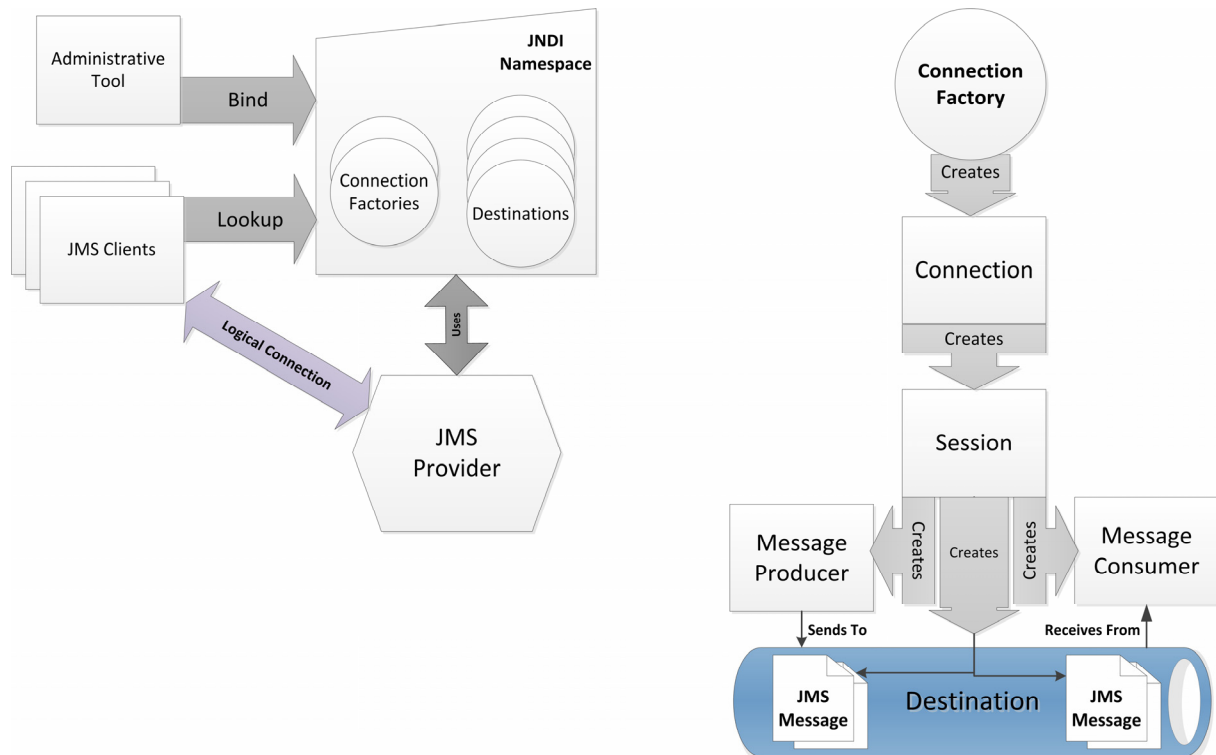 Administrative
Tool
Bind
JNDI
Namespace
Connection
Factories
Destinations
JMS Clients
Lookup
Logical Connection
Uses
JMS
Provider
Connection
Factory
Creates
Connection
Creates
Session
Message
Producer
Creates
Creates
Creates
Message
Consumer
Sends To
Receives From
JMS
Message
Destination
JMS
Message